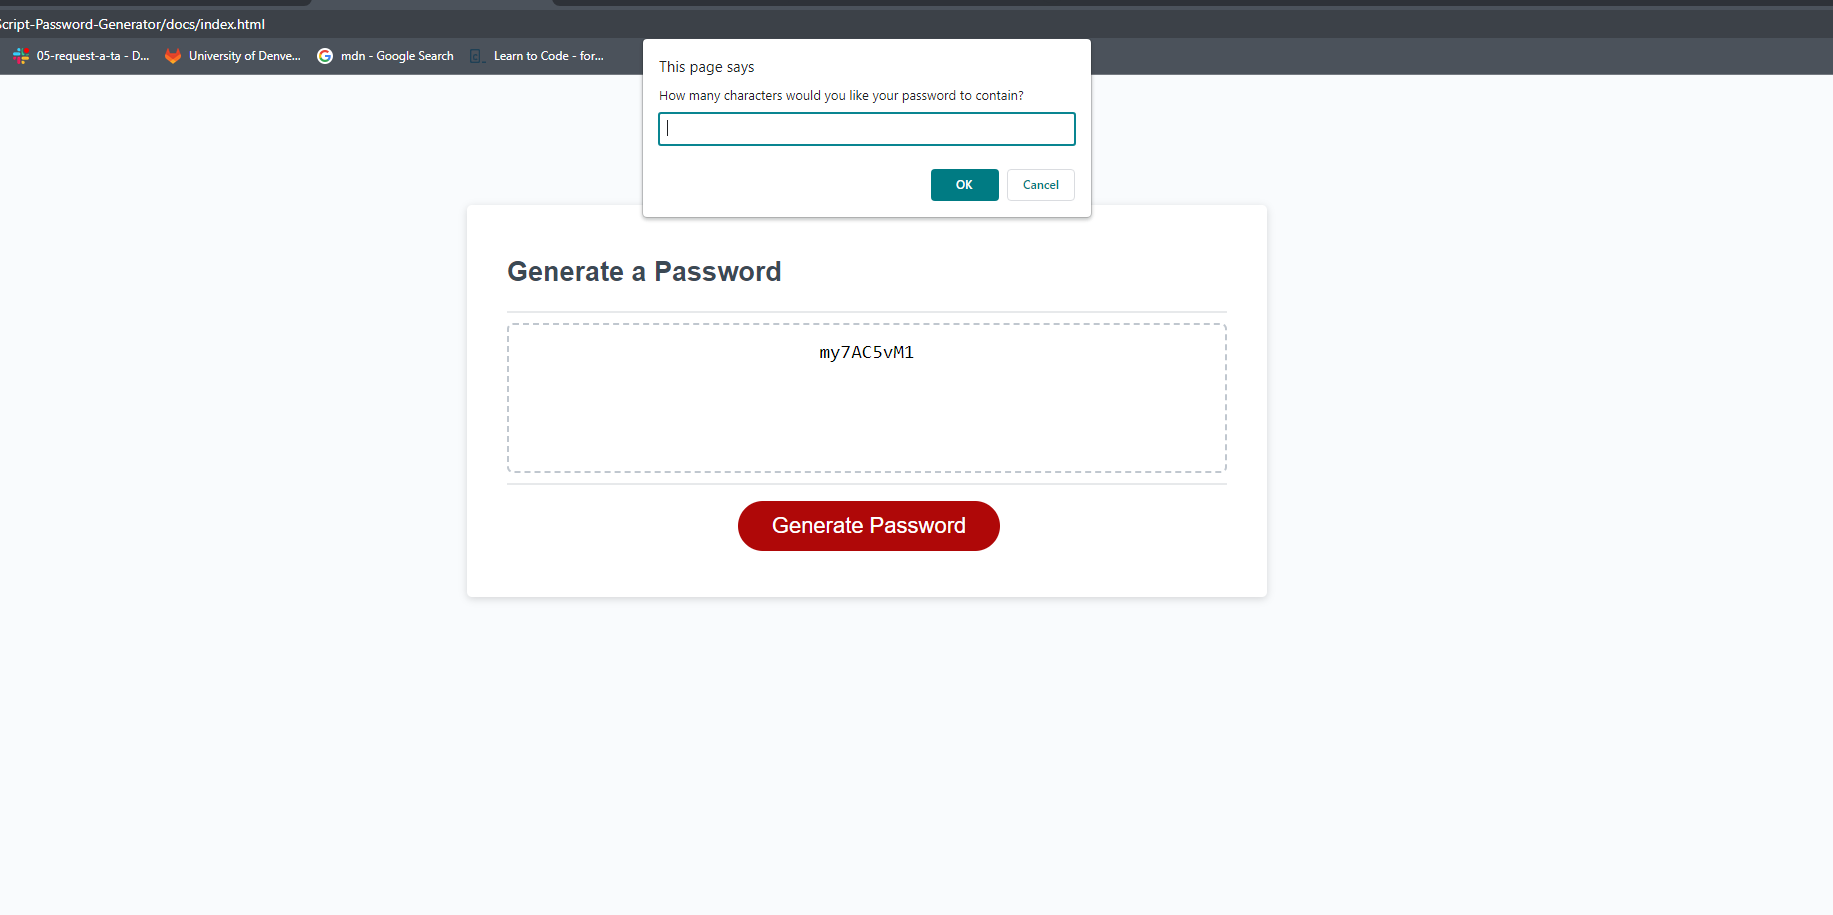 Script-Password-Generator/docs/index.html
05-request-a-ta - D... University of Denve... mdn - Google Search Learn to Code - for...
This page says
How many characters would you like your password to contain?
OK Cancel
Generate a Password
my7AC5vM1
Generate Password